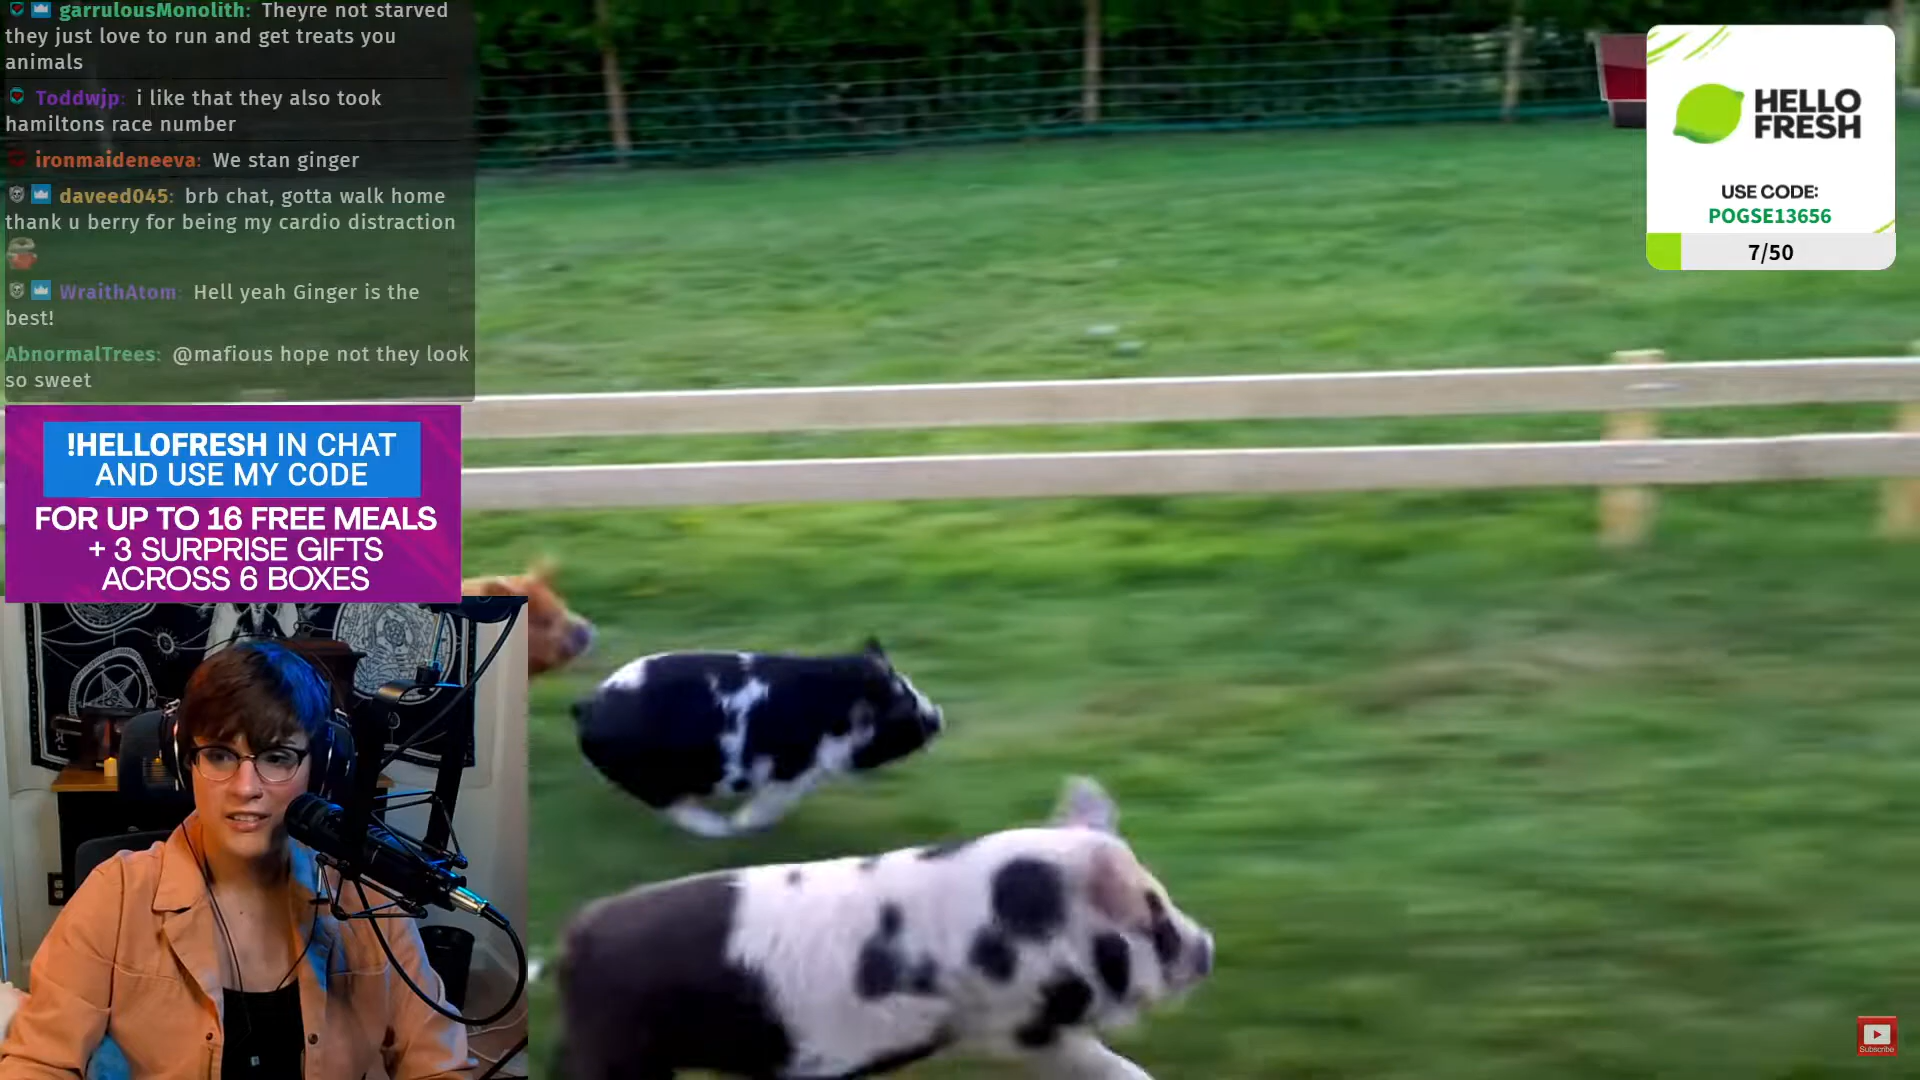 garrulousMonolith: Theyre not starved
they just love to run and get treats you
animals
Toddwjp: i like that they also took
hamiltons race number
ironmaideneeva: We stan ginger
daveed045: brb chat, gotta walk home
thank u berry for being my cardio distraction
WraithAtom: Hell yeah Ginger is the
best!
AbnormalTrees: @mafious hope not they look
so sweet
!HELLOFRESH IN CHAT
AND USE MY CODE
FOR UP TO 16 FREE MEALS
+ 3 SURPRISE GIFTS
ACROSS 6 BOXES
HELLO
FRESH
USE CODE:
POGSE13656
7/50
Subscribe